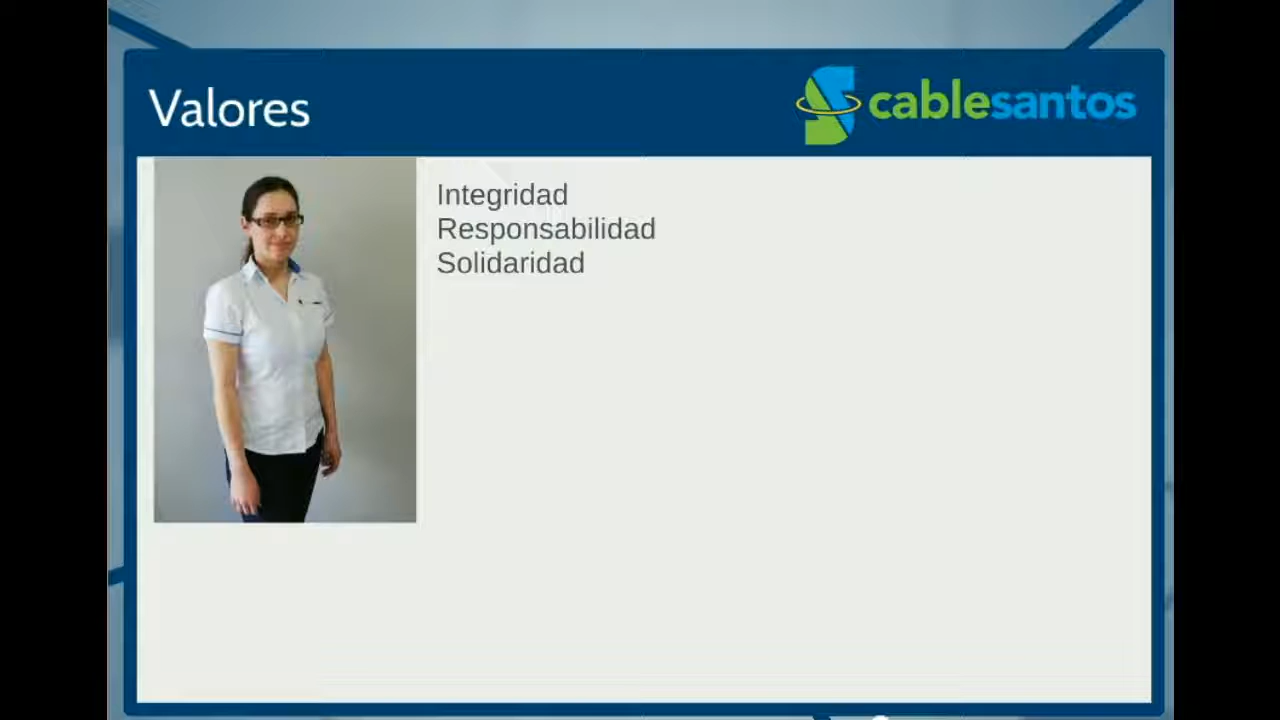 Valores
cablesantos
Integridad
Responsabilidad
Solidaridad